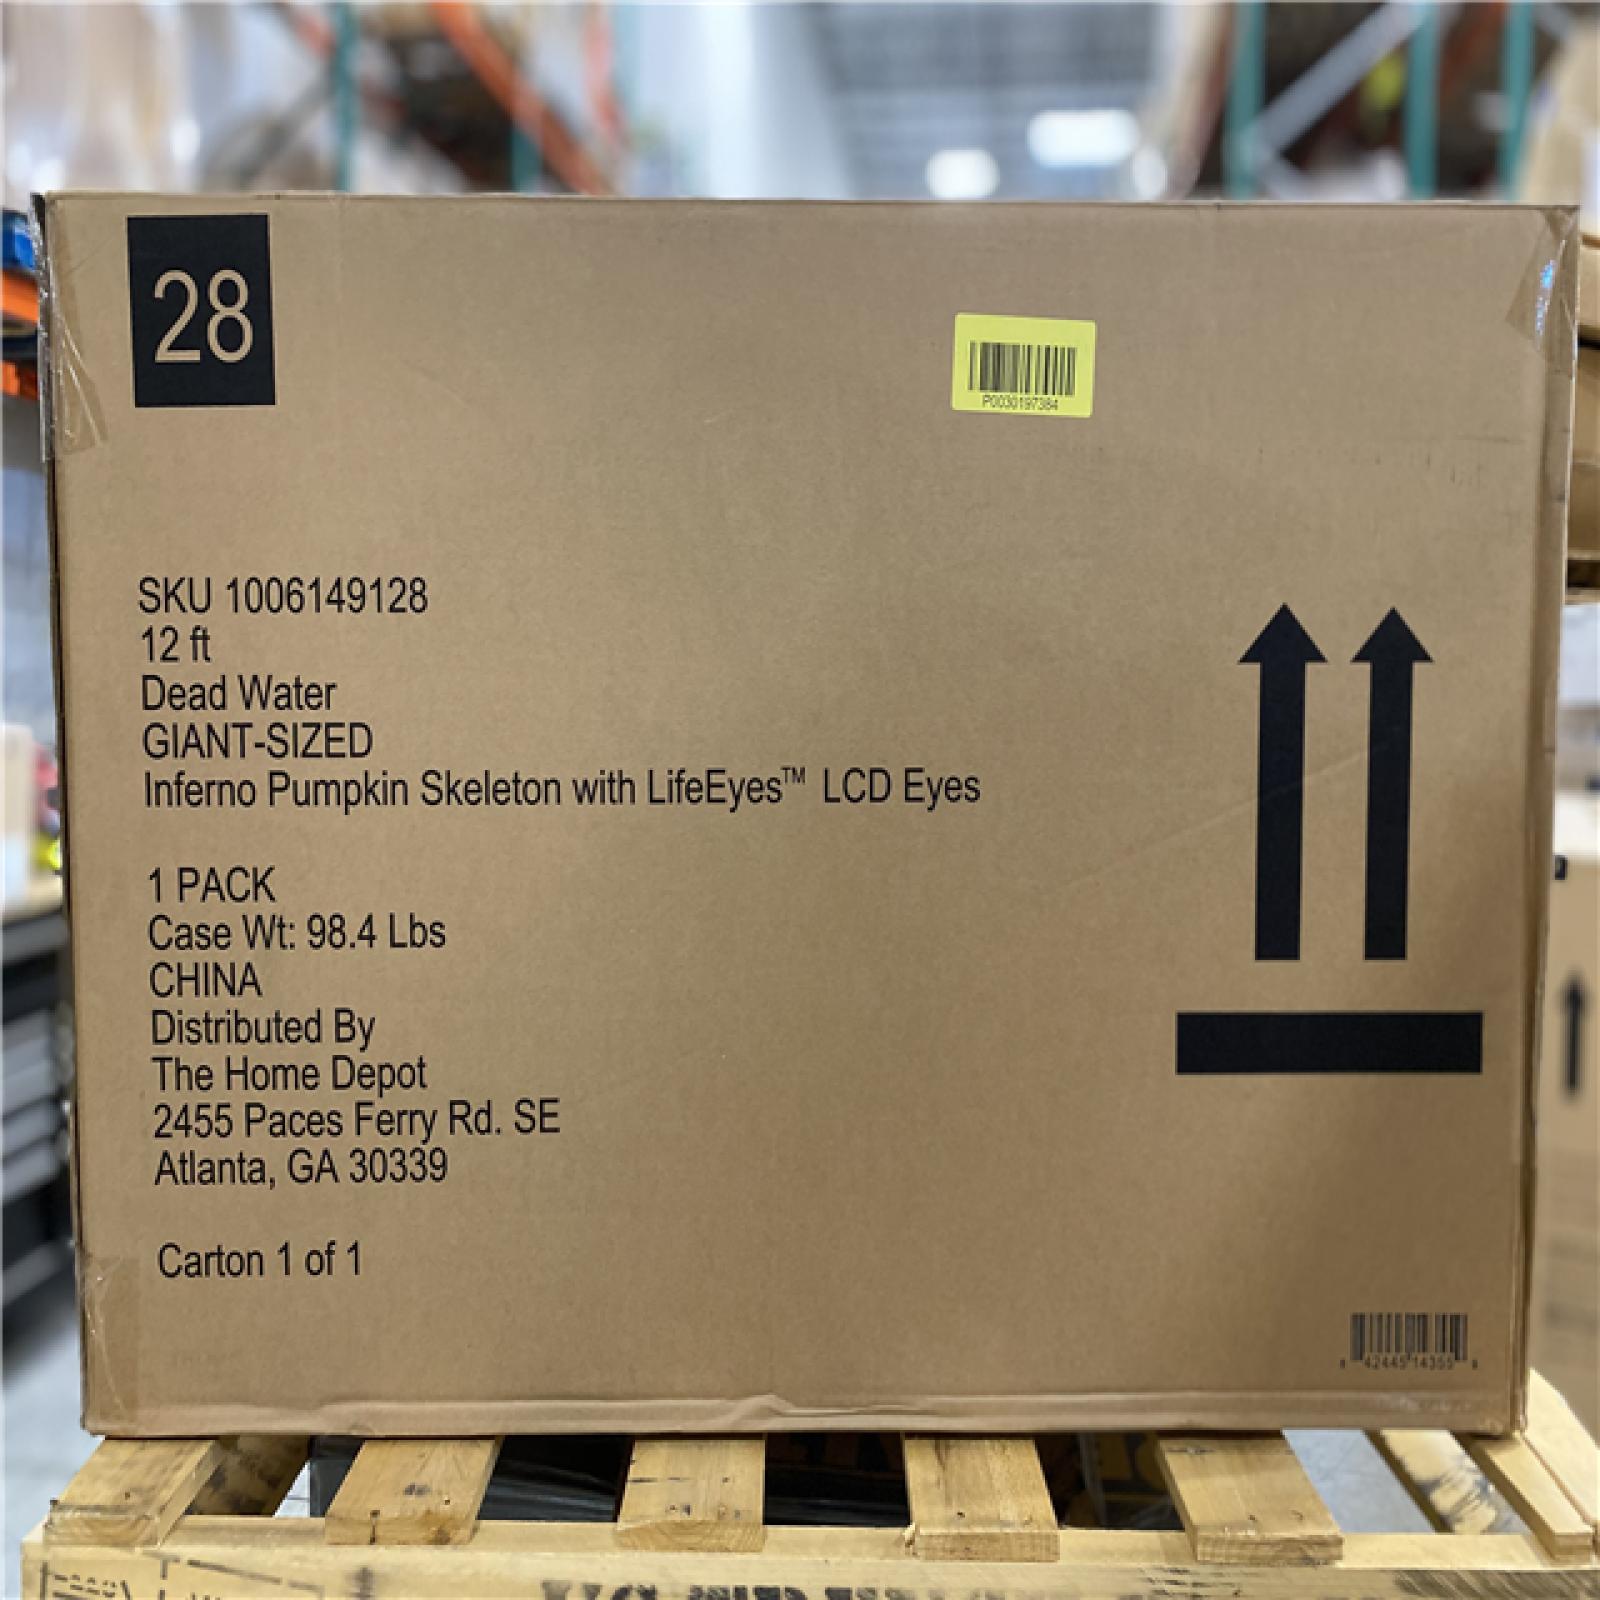 28
P0030197384
SKU 1006149128
12 ft
Dead Water
GIANT-SIZED
Inferno Pumpkin Skeleton with LifeEyes™ LCD Eyes
1 PACK
Case Wt: 98.4 Lbs
CHINA
Distributed By
The Home Depot
2455 Paces Ferry Rd. SE
Atlanta, GA 30339
Carton 1 of 1
42445 14355